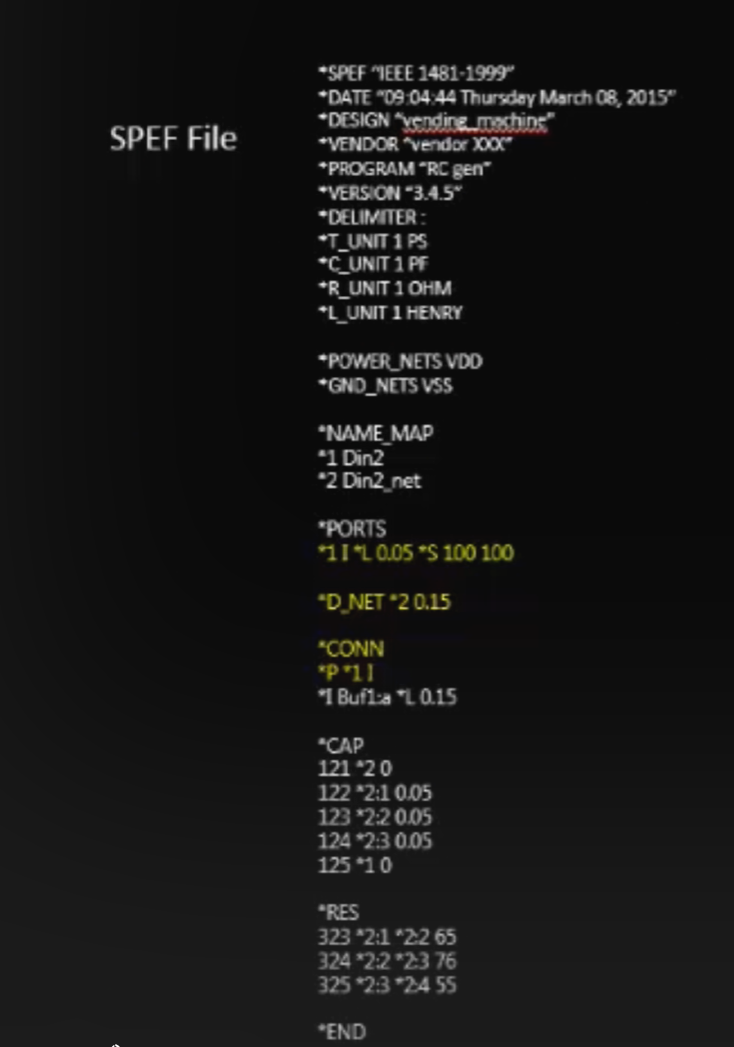 SPEF File
*SPEF “IEEE 1481-1999”
*DATE “09:04:44 Thursday March 08, 2015”
*DESIGN “vending_machine”
*VENDOR “vendor XXX”
*PROGRAM “RC gen”
*VERSION “3.4.5”
*DELIMITER :
*T_UNIT 1 PS
*C_UNIT 1 PF
*R_UNIT 1 OHM
*L_UNIT 1 HENRY
*POWER_NETS VDD
*GND_NETS VSS
*NAME_MAP
*1 Din2
*2 Din2_net
*PORTS
*1 I *L 0.05 *S 100 100
*D_NET *2 0.15
*CONN
*P *1 I
*I Buf1:a *L 0.15
*CAP
121 *2 0
122 *2:1 0.05
123 *2:2 0.05
124 *2:3 0.05
125 *1 0
*RES
323 *2:1 *2:2 65
324 *2:2 *2:3 76
325 *2:3 *2:4 55
*END